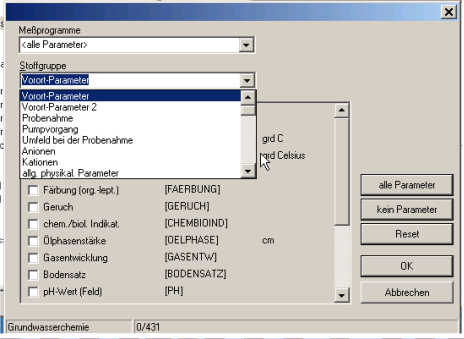 Meßprogramme
<alle Parameter>
Stoffgruppe
Vorort-Parameter
Vorort-Parameter
Vorort-Parameter 2
Probenahme
Pumpvorgang
Umfeld bei der Probenahme
Anionen
Kationen
allg. physikal. Parameter
grd C
grd Celsius
Färbung (org.-lept.) [FAERBUNG]
Geruch [GERUCH]
chem./biol. Indikat. [CHEMBIOIND]
Ölphasenstärke [OELPHASE] cm
Gasentwicklung [GASENTW]
Bodensatz [BODENSATZ]
pH-Wert (Feld) [PH]
alle Parameter
kein Parameter
Reset
OK
Abbrechen
Grundwasserchemie 0/431